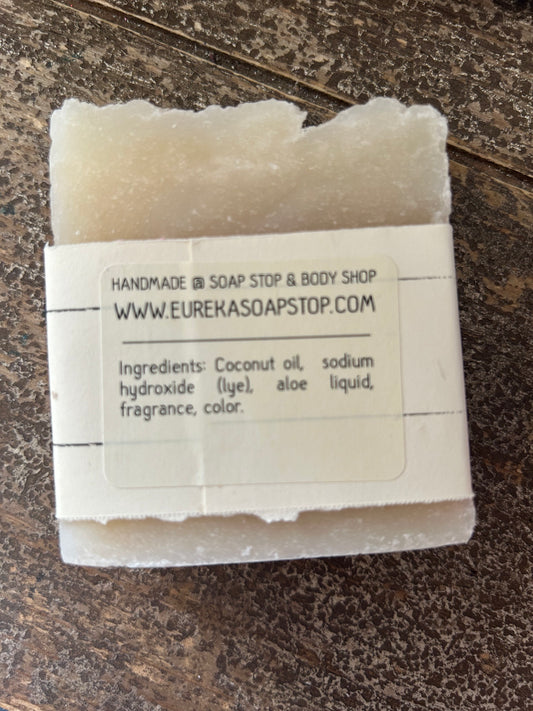 HANDMADE @ SOAP STOP & BODY SHOP
WWW.EUREKASOAPSTOP.COM
Ingredients: Coconut oil, sodium
hydroxide (lye), aloe liquid,
fragrance, color.